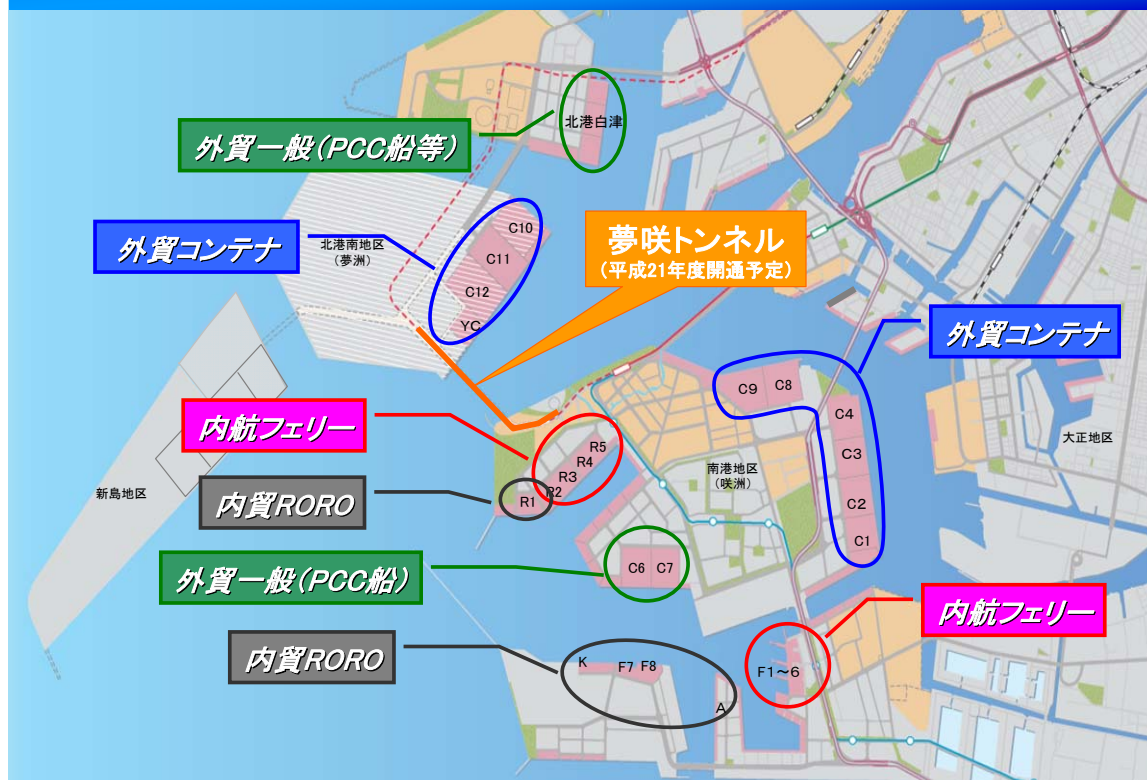 北港白津
外貿一般(PCC船等)
夢咲トンネル
(平成21年度開通予定)
外貿コンテナ
北港南地区
(夢洲)
C10
C11
C12
YC
外貿コンテナ
C9
C8
C4
C3
C2
C1
大正地区
内航フェリー
R5
R4
R3
R2
R1
南港地区
(咲洲)
新島地区
内貿RORO
外貿一般(PCC船)
C6
C7
内航フェリー
内貿RORO
K
F7
F8
A
F1~6